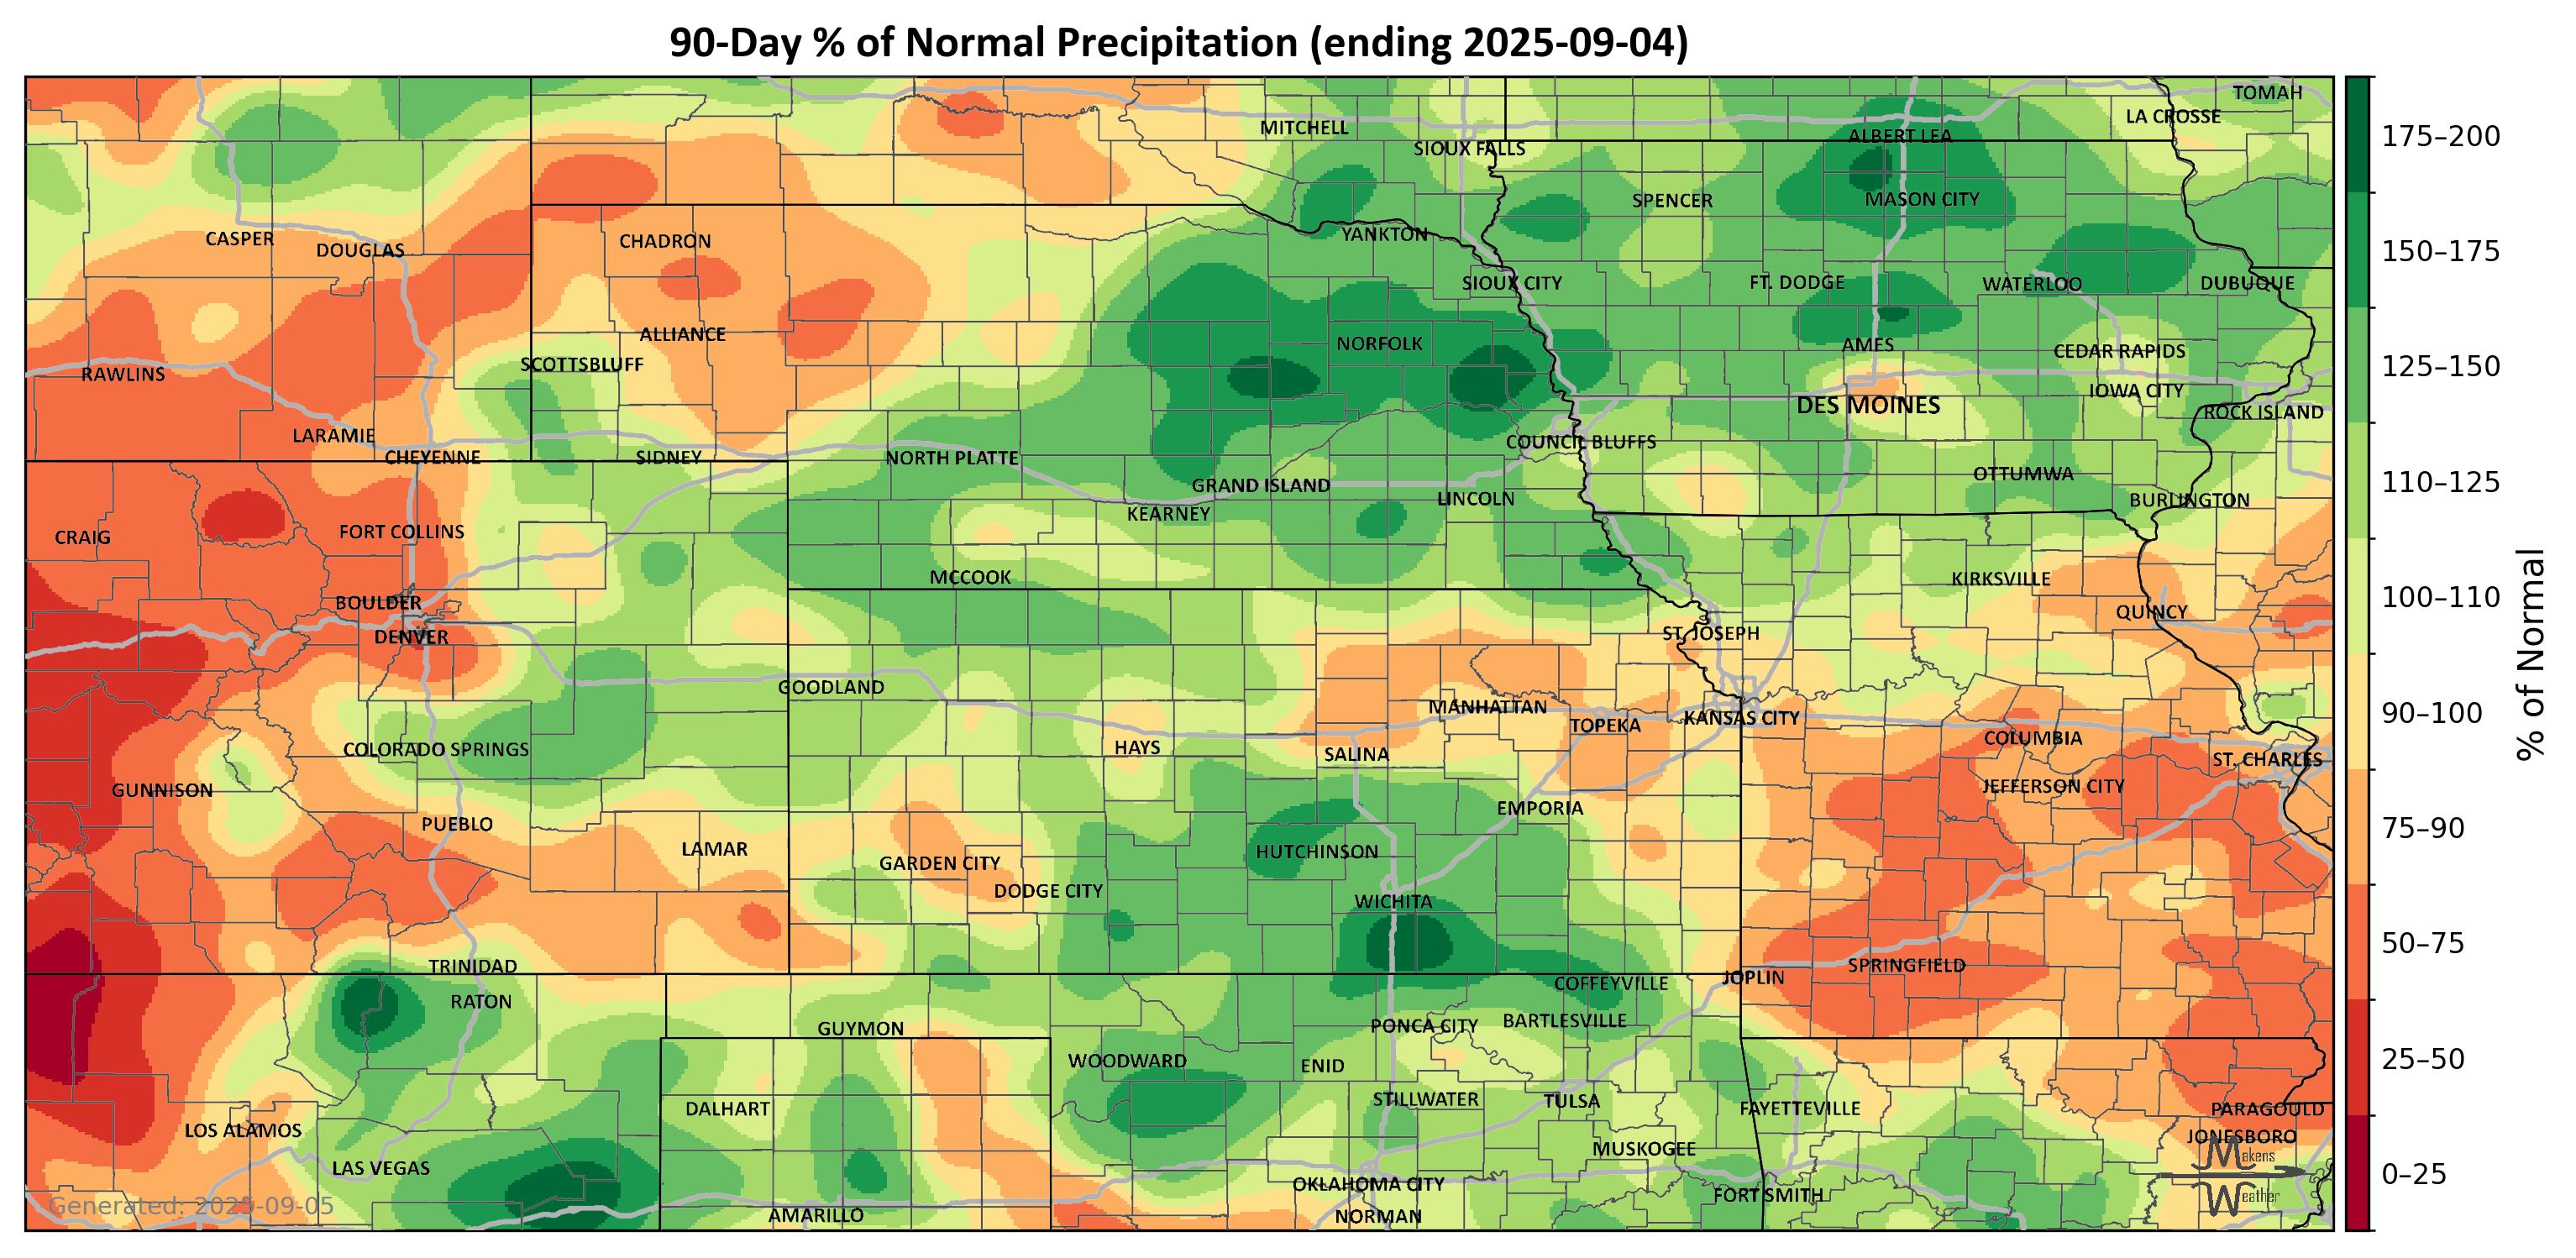 90-Day % of Normal Precipitation (ending 2025-09-04)
TOMAH
LA CROSSE
MITCHELL
ALBERT LEA
SIOUX FALLS
SPENCER
MASON CITY
YANKTON
CASPER
DOUGLAS
CHADRON
SIOUX CITY
FT. DODGE
WATERLOO
DUBUQUE
ALLIANCE
NORFOLK
AMES
CEDAR RAPIDS
SCOTTSBLUFF
RAWLINS
IOWA CITY
DES MOINES
ROCK ISLAND
LARAMIE
COUNCIL BLUFFS
CHEYENNE
SIDNEY
NORTH PLATTE
OTTUMWA
GRAND ISLAND
LINCOLN
BURLINGTON
KEARNEY
CRAIG
FORT COLLINS
MCCOOK
KIRKSVILLE
BOULDER
QUINCY
DENVER
ST. JOSEPH
GOODLAND
MANHATTAN
TOPEKA
KANSAS CITY
COLUMBIA
COLORADO SPRINGS
HAYS
SALINA
ST. CHARLES
GUNNISON
JEFFERSON CITY
EMPORIA
PUEBLO
LAMAR
GARDEN CITY
HUTCHINSON
DODGE CITY
WICHITA
TRINIDAD
SPRINGFIELD
JOPLIN
COFFEYVILLE
RATON
GUYMON
PONCA CITY
BARTLESVILLE
WOODWARD
ENID
DALHART
STILLWATER
TULSA
FAYETTEVILLE
PARAGOULD
LOS ALAMOS
JONESBORO
MUSKOGEE
LAS VEGAS
OKLAHOMA CITY
FORT SMITH
AMARILLO
NORMAN
Generated: 2025-09-05
Makens
Weather
175–200
150–175
125–150
110–125
100–110
90–100
75–90
50–75
25–50
0–25
% of Normal